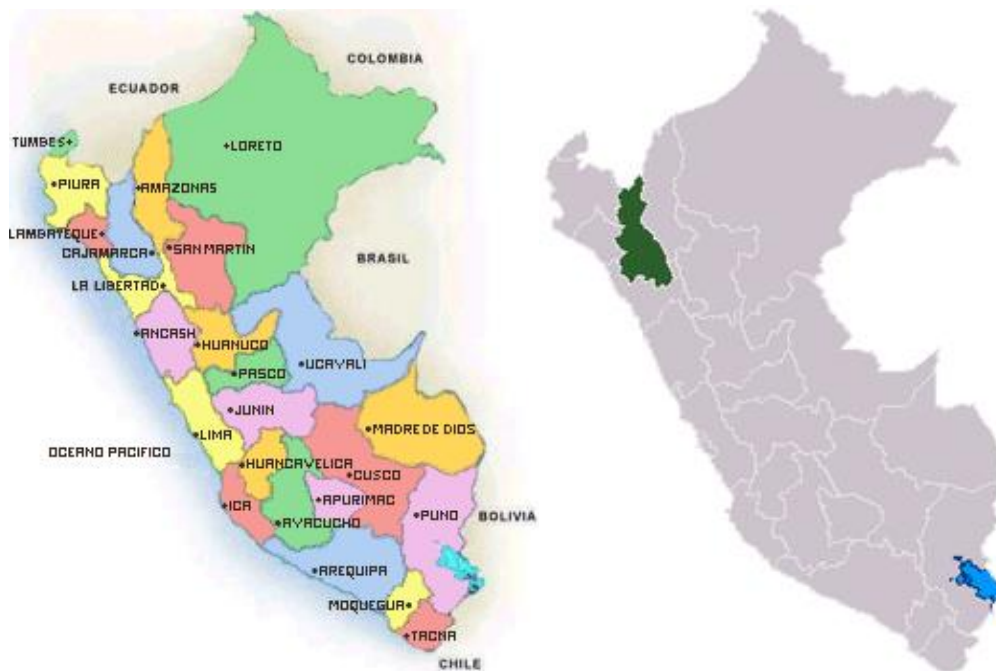 COLOMBIA
ECUADOR
TUMBES
LORETO
PIURA
AMAZONAS
LAMBAYEQUE
SAN MARTIN
CAJAMARCA
BRASIL
LA LIBERTAD
ANCASH
HUANUCO
UCAYALI
PASCO
JUNIN
LIMA
MADRE DE DIOS
OCEANO PACIFICO
HUANCAVELICA
CUSCO
ICA
APURIMAC
PUNO
BOLIVIA
AYACUCHO
AREQUIPA
MOQUEGUA
TACNA
CHILE